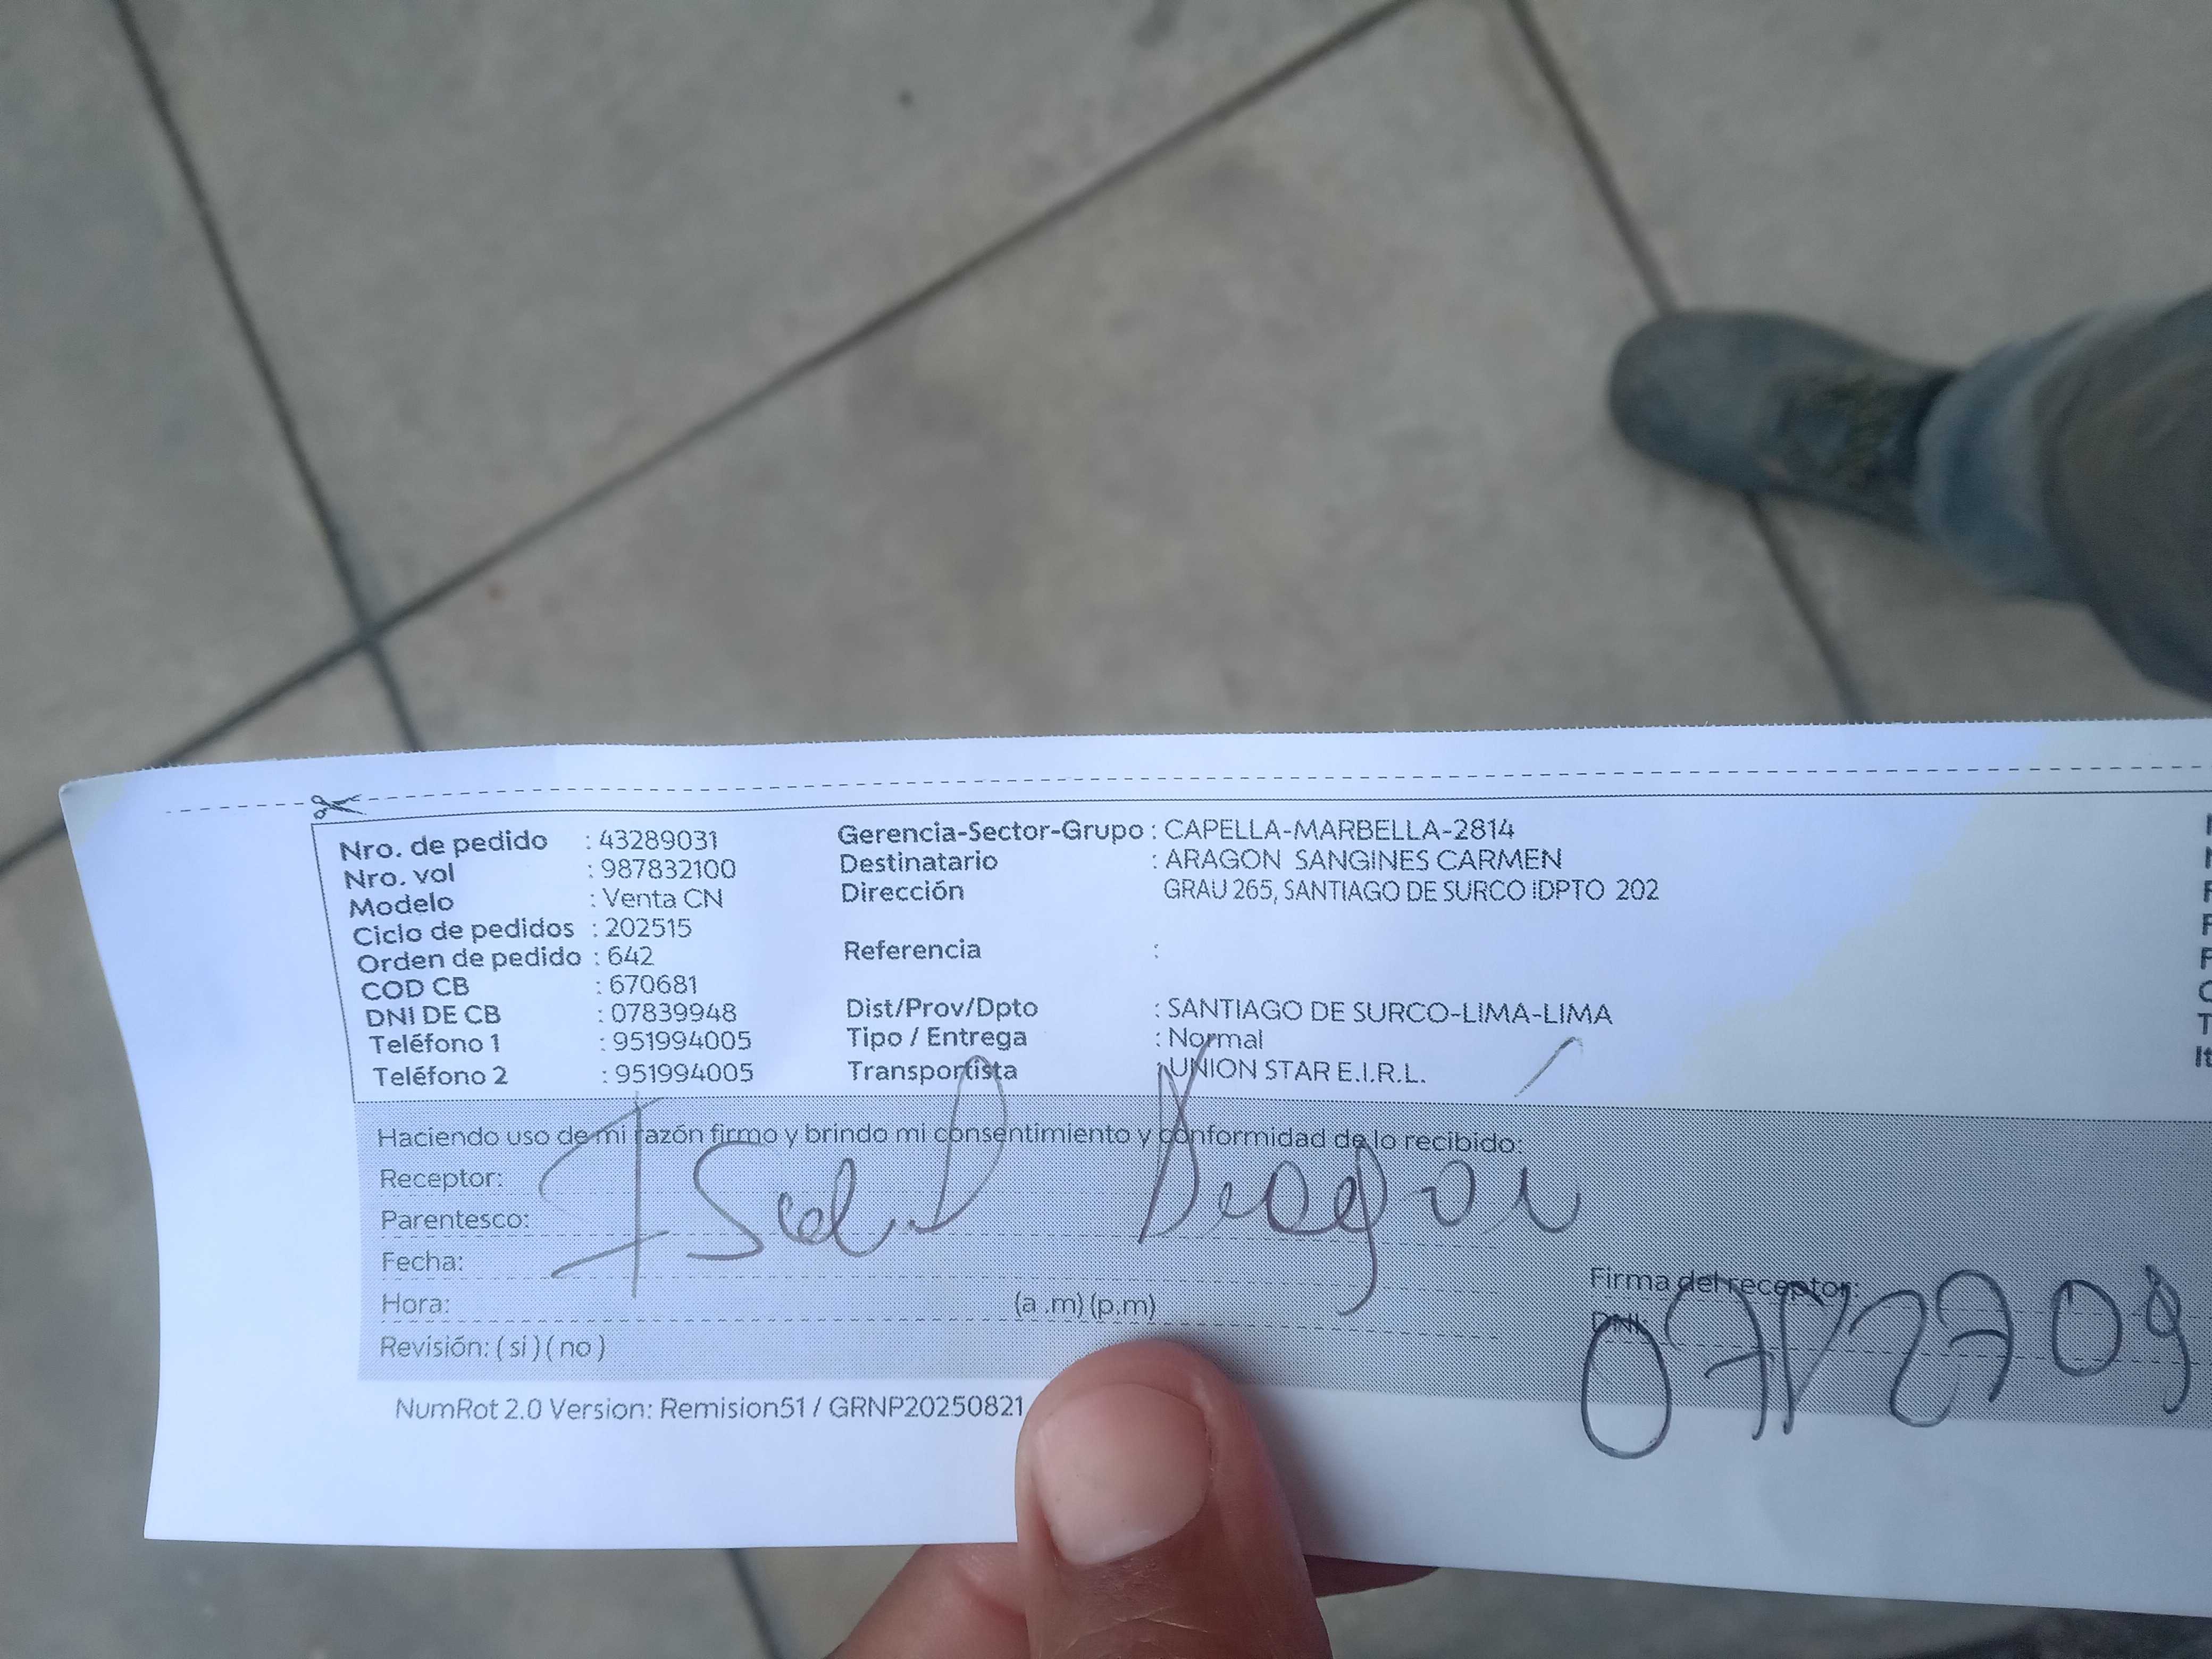 Nro. de pedido : 43289031
Nro. vol : 987832100
Modelo : Venta CN
Ciclo de pedidos : 202515
Orden de pedido : 642
COD CB : 670681
DNI DE CB : 07839948
Teléfono 1 : 951994005
Teléfono 2 : 951994005
Gerencia-Sector-Grupo : CAPELLA-MARBELLA-2814
Destinatario : ARAGON SANGINES CARMEN
Dirección GRAU 265, SANTIAGO DE SURCO !DPTO 202
Referencia :
Dist/Prov/Dpto : SANTIAGO DE SURCO-LIMA-LIMA
Tipo / Entrega : Normal
Transportista : UNION STAR E.I.R.L.
Haciendo uso de mi razón firmo y brindo mi consentimiento y conformidad de lo recibido:
Receptor:
Parentesco:
Fecha:
Hora: (a .m) (p.m)
Revisión: ( si ) ( no )
Firma del receptor:
DNI:
NumRot 2.0 Version: Remision51 / GRNP20250821